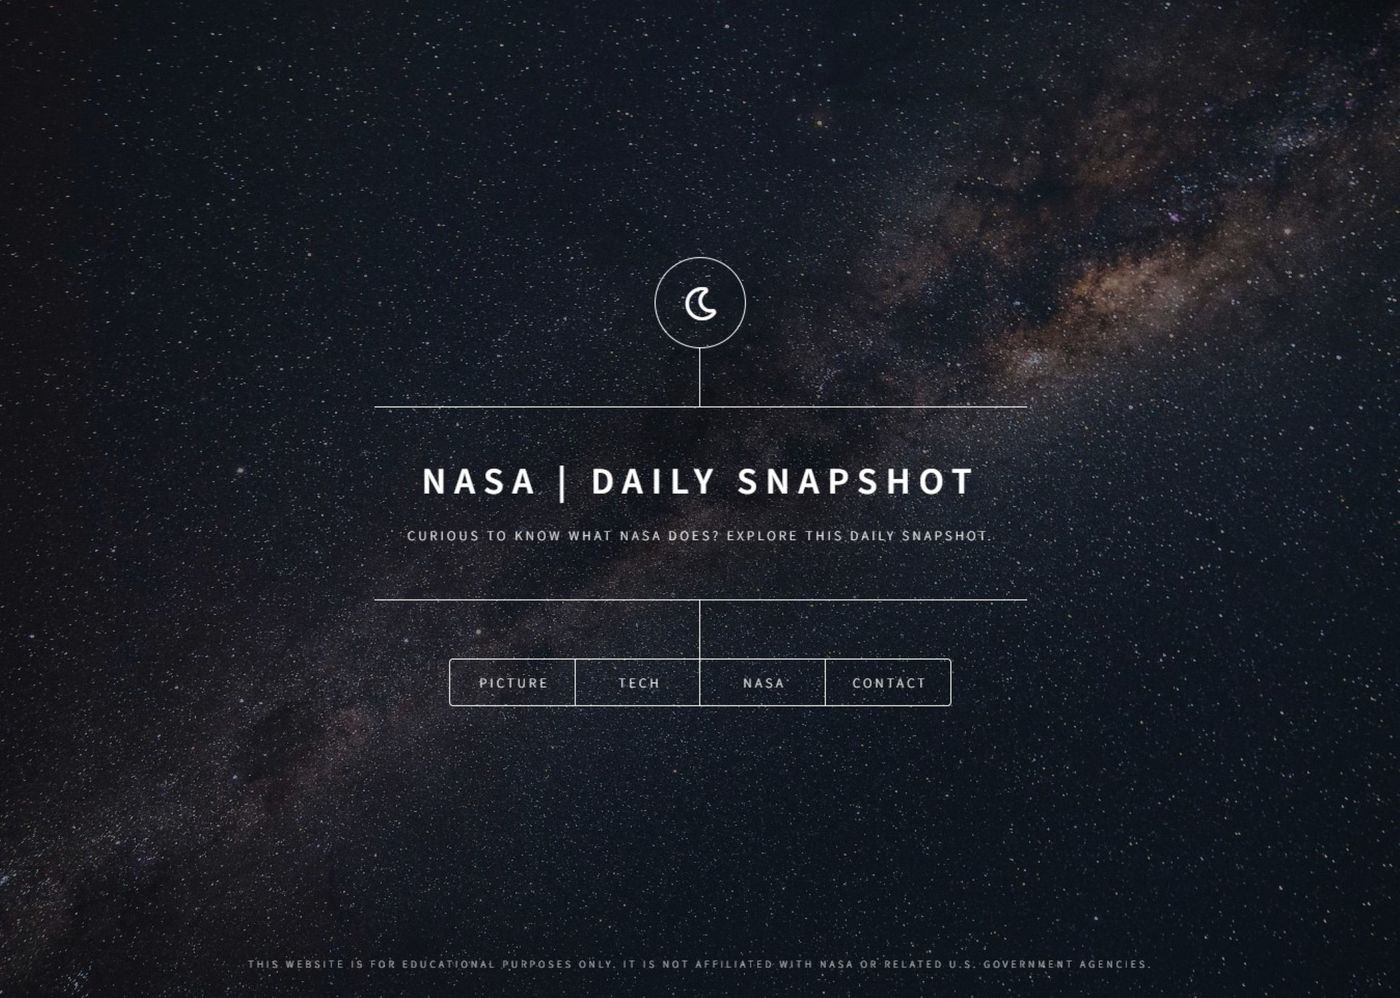 NASA | DAILY SNAPSHOT
CURIOUS TO KNOW WHAT NASA DOES? EXPLORE THIS DAILY SNAPSHOT.
PICTURE TECH NASA CONTACT
THIS WEBSITE IS FOR EDUCATIONAL PURPOSES ONLY. IT IS NOT AFFILIATED WITH NASA OR RELATED U.S. GOVERNMENT AGENCIES.